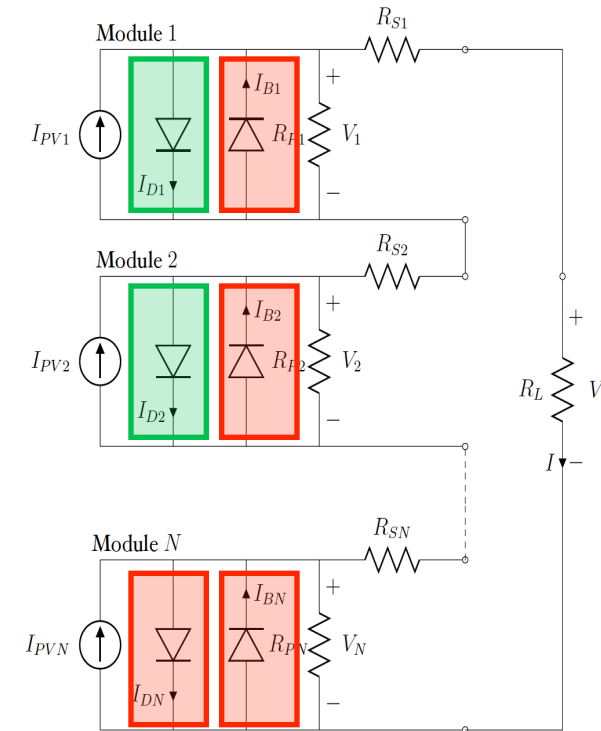 Module 1
R_{S1}
I_{PV1}
I_{D1}
I_{B1}
R_{P1}
+
V_1
−
Module 2
R_{S2}
I_{PV2}
I_{D2}
I_{B2}
R_{P2}
+
V_2
−
+
R_L
V
I
−
Module N
R_{SN}
I_{PVN}
I_{DN}
I_{BN}
R_{PN}
+
V_N
−